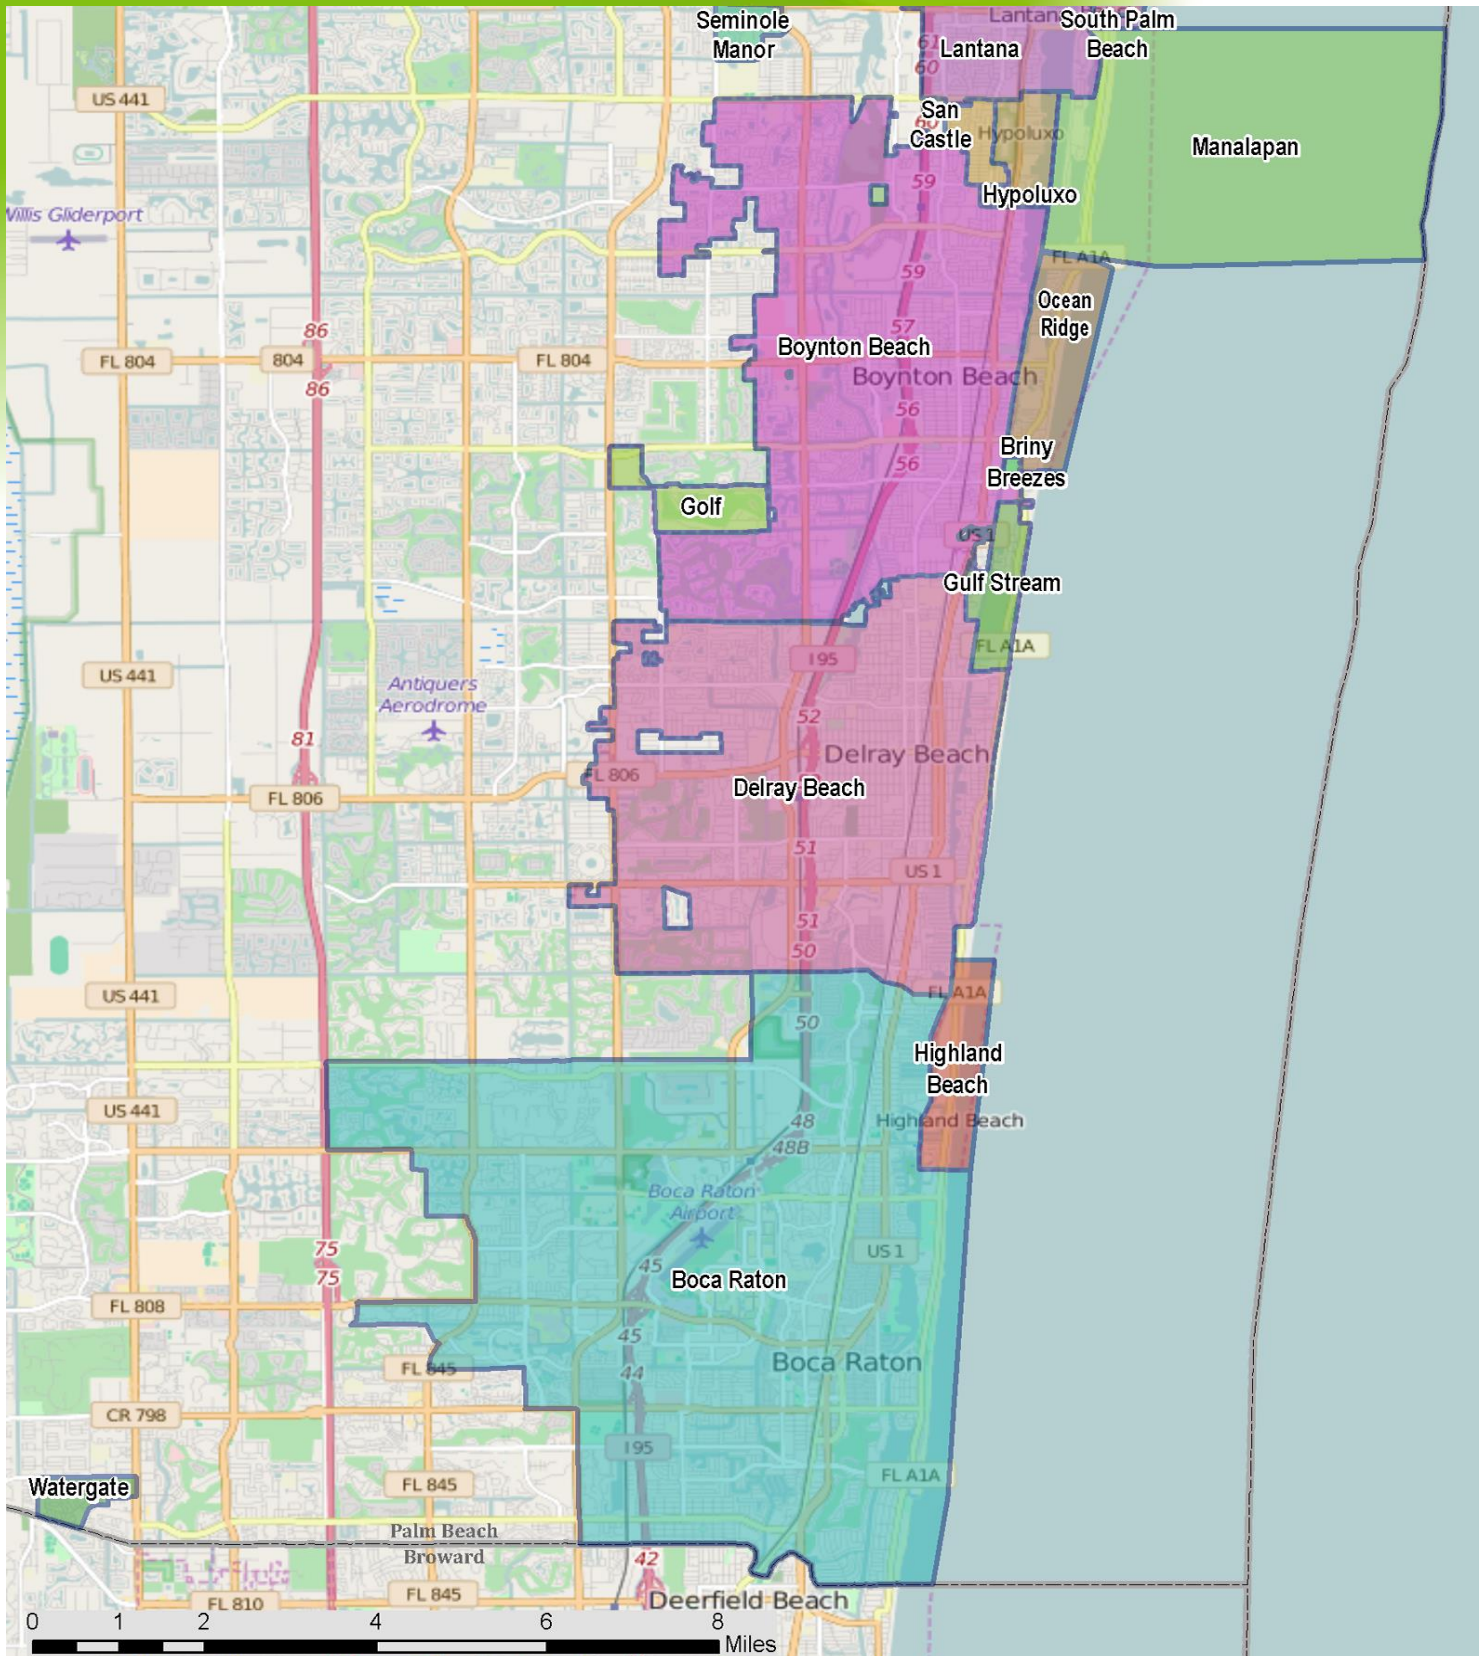 Seminole
Manor
Lantana
South Palm
Beach
61
Lantana
60
US 441
San
Castle
60
Hypoluxo
Manalapan
59
Hypoluxo
Willis Gliderport
FL A1A
59
Ocean
Ridge
86
57
Boynton Beach
FL 804
804
FL 804
86
Boynton Beach
56
Briny
Breezes
56
Golf
US 1
Gulf Stream
FL A1A
I 95
US 441
Antiquers
Aerodrome
52
81
Delray Beach
FL 806
Delray Beach
FL 806
51
US 1
51
50
US 441
FL A1A
50
Highland
Beach
US 441
48
Highland Beach
48B
Boca Raton
Airport
75
US 1
75
45
Boca Raton
FL 808
45
Boca Raton
FL 845
44
CR 798
I 95
FL A1A
Watergate
FL 845
Palm Beach
Broward
42
FL 845
FL 810
Deerfield Beach
0 1 2 4 6 8
Miles